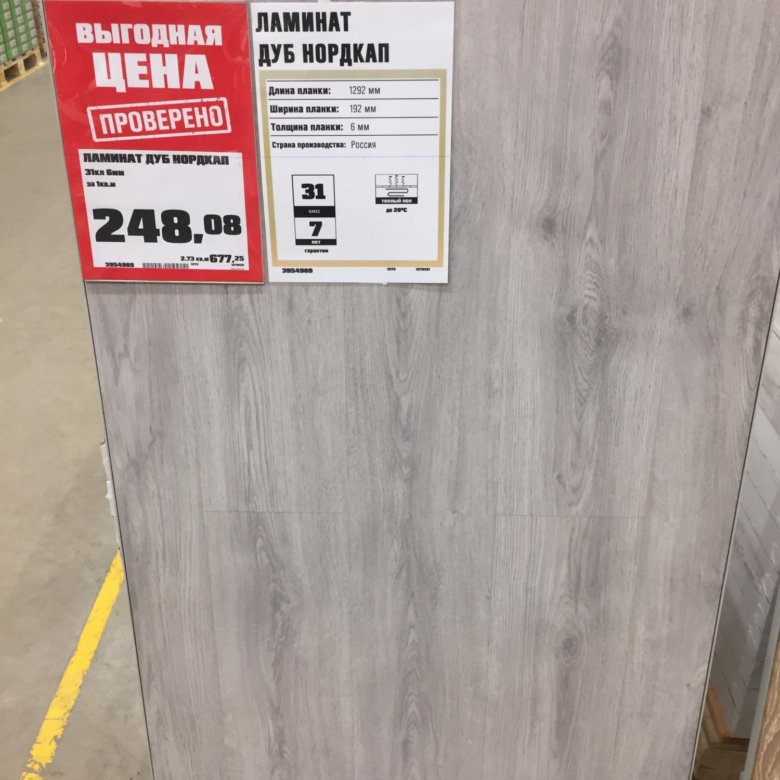 ВЫГОДНАЯ
ЦЕНА
ПРОВЕРЕНО
ЛАМИНАТ ДУБ НОРДКАП
31кл 6мм
за 1кв.м
248,08
2.73 кв.м 677,25
3954989
ЛАМИНАТ
ДУБ НОРДКАП
Длина планки: 1292 мм
Ширина планки: 192 мм
Толщина планки: 6 мм
Страна производства: Россия
31
КЛАСС
7
ЛЕТ
гарантии
ТЕПЛЫЙ ПОЛ
до 28°C
3954989